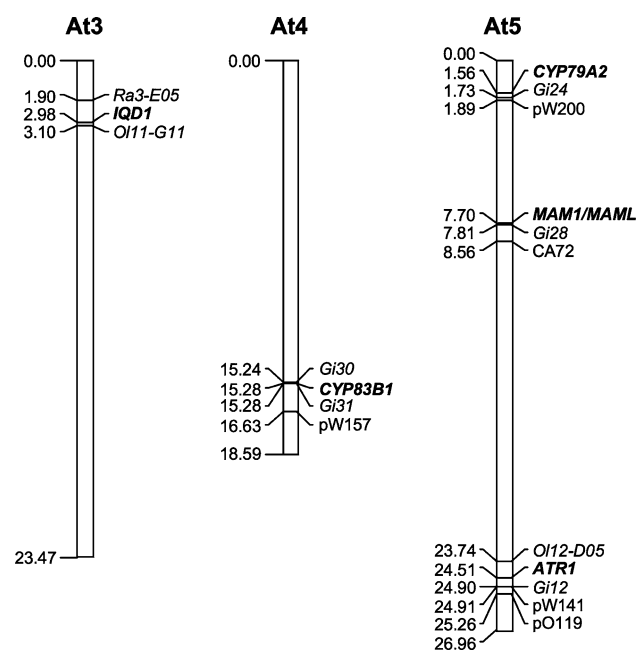 At3
0.00
1.90 Ra3-E05
2.98 IQD1
3.10 Ol11-G11
23.47
At4
0.00
15.24 Gi30
15.28 CYP83B1
15.28 Gi31
16.63 pW157
18.59
At5
0.00
1.56 CYP79A2
1.73 Gi24
1.89 pW200
7.70 MAM1/MAML
7.81 Gi28
8.56 CA72
23.74 Ol12-D05
24.51 ATR1
24.90 Gi12
24.91 pW141
25.26 pO119
26.96